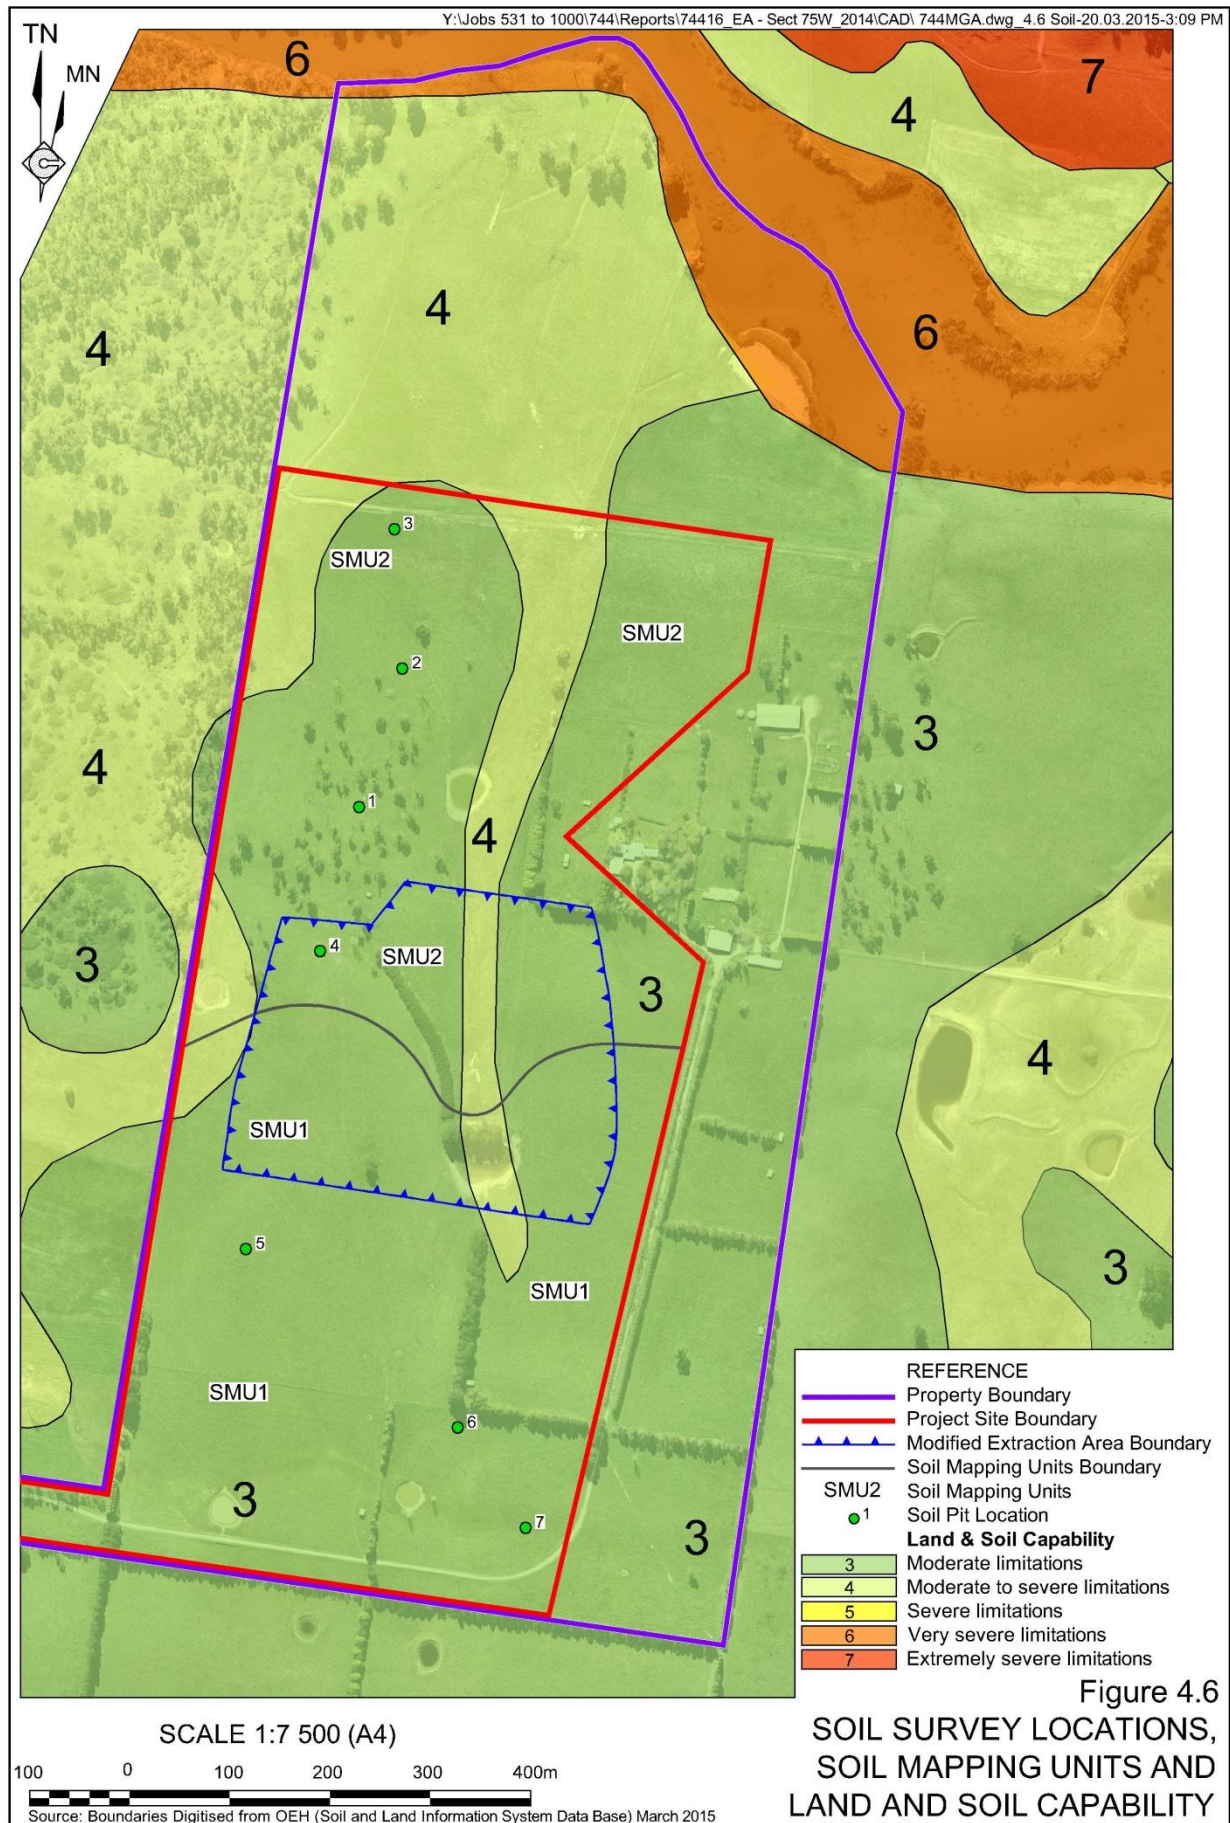 Y:\Jobs 531 to 1000\744\Reports\74416_EA - Sect 75W_2014\CAD\ 744MGA.dwg_4.6 Soil-20.03.2015-3:09 PM
TN
MN
6
7
4
4
4
6
3
SMU2
SMU2
2
3
4
1
4
4
SMU2
3
3
4
SMU1
3
5
SMU1
SMU1
6
3
7
3
REFERENCE
Property Boundary
Project Site Boundary
Modified Extraction Area Boundary
Soil Mapping Units Boundary
SMU2 Soil Mapping Units
1 Soil Pit Location
Land & Soil Capability
3 Moderate limitations
4 Moderate to severe limitations
5 Severe limitations
6 Very severe limitations
7 Extremely severe limitations
Figure 4.6
SOIL SURVEY LOCATIONS,
SOIL MAPPING UNITS AND
LAND AND SOIL CAPABILITY
SCALE 1:7 500 (A4)
100 0 100 200 300 400m
Source: Boundaries Digitised from OEH (Soil and Land Information System Data Base) March 2015